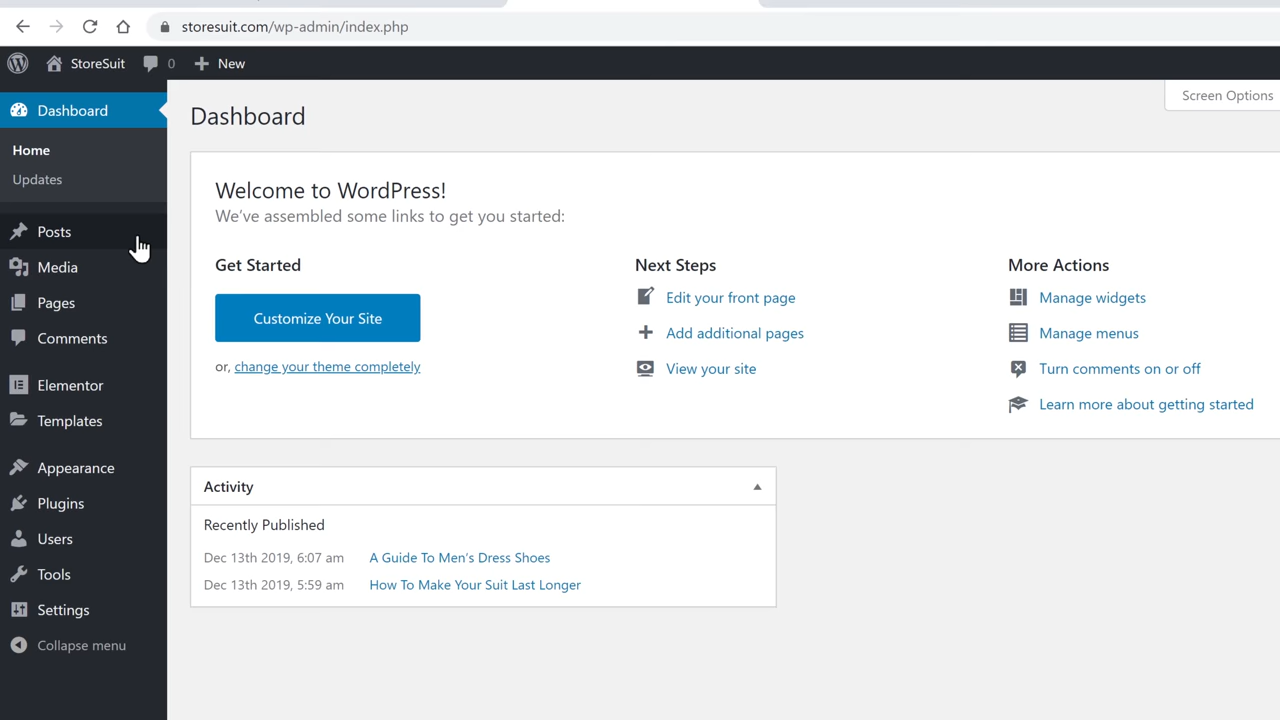 storesuit.com/wp-admin/index.php
StoreSuit 0 New
Dashboard
Home
Updates
Posts
Media
Pages
Comments
Elementor
Templates
Appearance
Plugins
Users
Tools
Settings
Collapse menu
Screen Options
Dashboard
Welcome to WordPress!
We've assembled some links to get you started:
Get Started
Customize Your Site
or, change your theme completely
Next Steps
Edit your front page
Add additional pages
View your site
More Actions
Manage widgets
Manage menus
Turn comments on or off
Learn more about getting started
Activity
Recently Published
Dec 13th 2019, 6:07 am A Guide To Men's Dress Shoes
Dec 13th 2019, 5:59 am How To Make Your Suit Last Longer